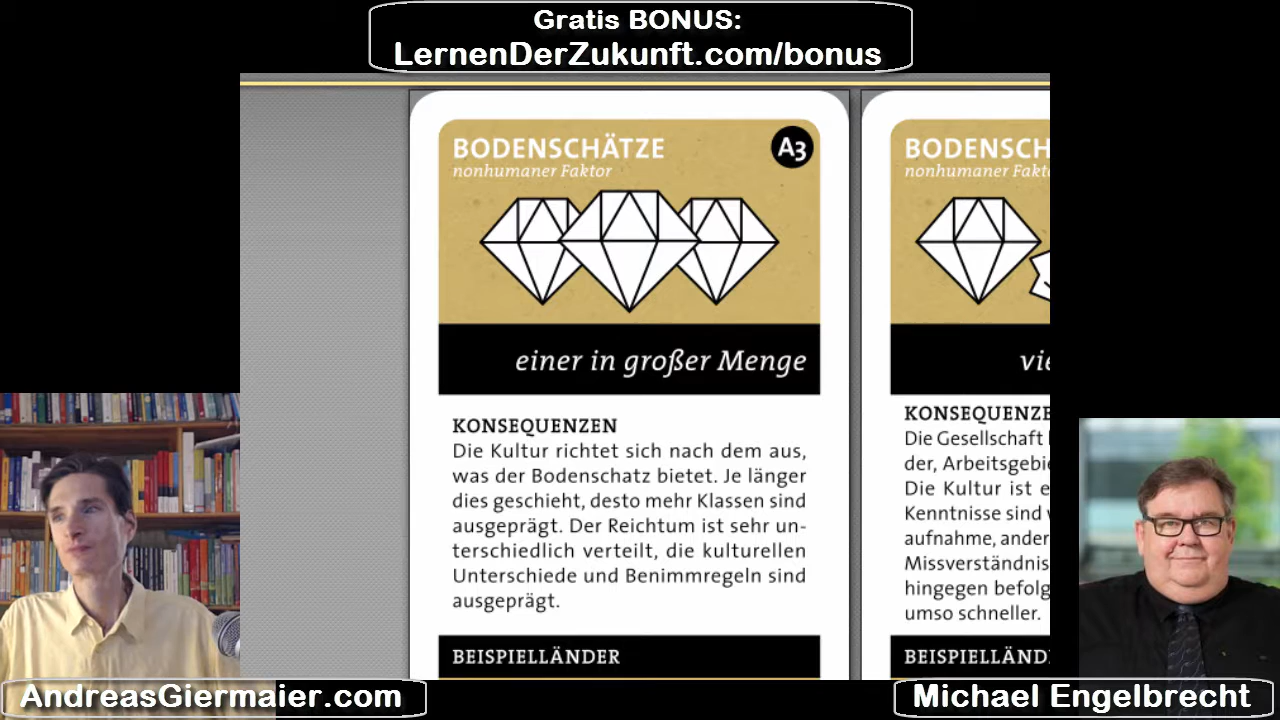 Gratis BONUS:
LernenDerZukunft.com/bonus
BODENSCHÄTZE
A3
nonhumaner Faktor
einer in großer Menge
KONSEQUENZEN
Die Kultur richtet sich nach dem aus,
was der Bodenschatz bietet. Je länger
dies geschieht, desto mehr Klassen sind
ausgeprägt. Der Reichtum ist sehr un-
terschiedlich verteilt, die kulturellen
Unterschiede und Benimmregeln sind
ausgeprägt.
BEISPIELLÄNDER
BODENSCH
nonhumaner Fakto
vie
KONSEQUENZE
Die Gesellschaft
der, Arbeitsgebie
Die Kultur ist e
Kenntnisse sind
aufnahme, ander
Missverständnis
hingegen befolg
umso schneller.
BEISPIELLÄND
AndreasGiermaier.com
Michael Engelbrecht